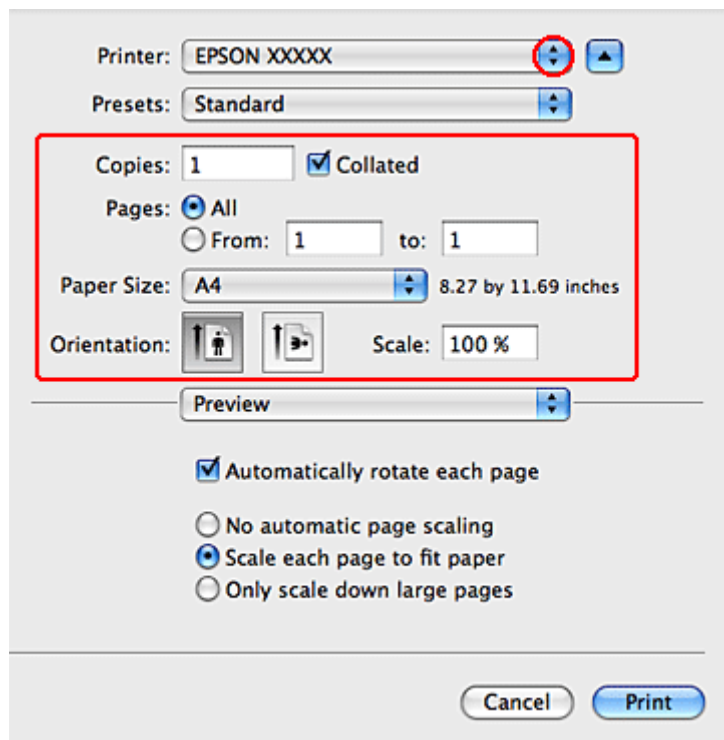 Printer: EPSON XXXXX
Presets: Standard
Copies: 1 Collated
Pages: All
From: 1 to: 1
Paper Size: A4 8.27 by 11.69 inches
Orientation: Scale: 100 %
Preview
Automatically rotate each page
No automatic page scaling
Scale each page to fit paper
Only scale down large pages
Cancel Print